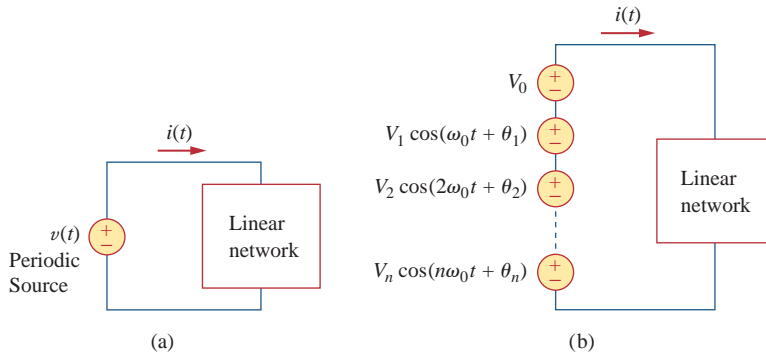 i(t)
+
−
v(t)
Periodic
Source
Linear
network
(a)
i(t)
V₀
+
−
V₁ cos(ω₀t + θ₁)
+
−
V₂ cos(2ω₀t + θ₂)
+
−
Vₙ cos(nω₀t + θₙ)
+
−
Linear
network
(b)